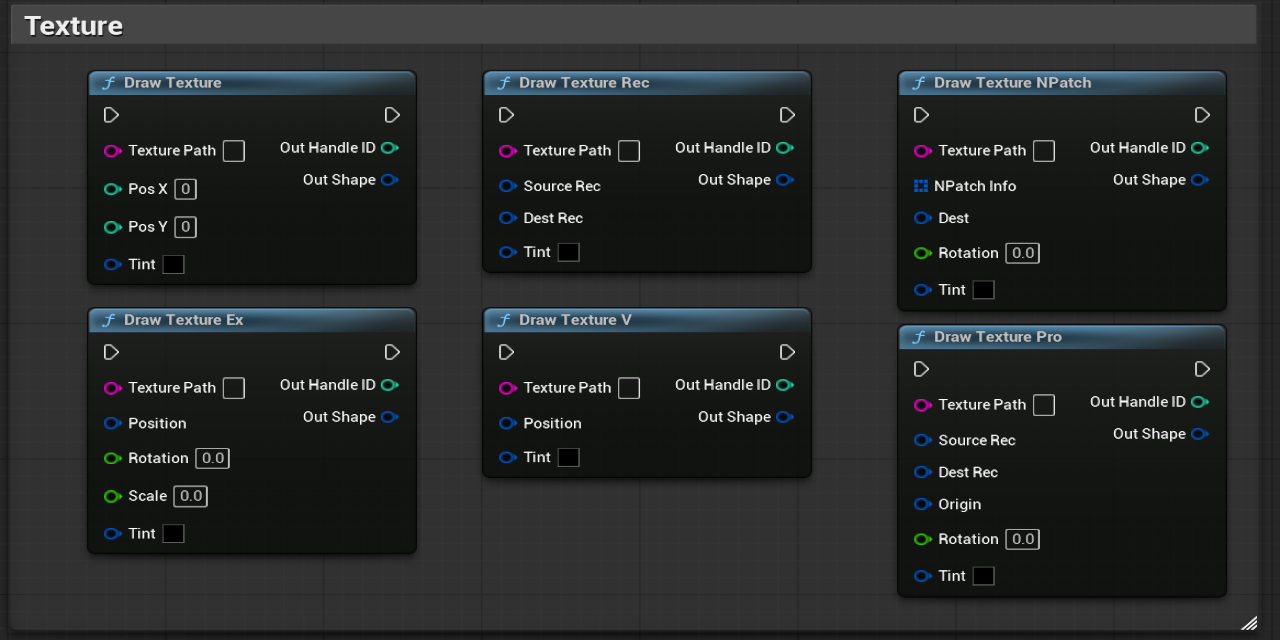 Texture
Draw Texture
Texture Path
Out Handle ID
Pos X 0
Out Shape
Pos Y 0
Tint
Draw Texture Rec
Texture Path
Out Handle ID
Source Rec
Out Shape
Dest Rec
Tint
Draw Texture NPatch
Texture Path
Out Handle ID
NPatch Info
Out Shape
Dest
Rotation 0.0
Tint
Draw Texture Ex
Texture Path
Out Handle ID
Position
Out Shape
Rotation 0.0
Scale 0.0
Tint
Draw Texture V
Texture Path
Out Handle ID
Position
Out Shape
Tint
Draw Texture Pro
Texture Path
Out Handle ID
Source Rec
Out Shape
Dest Rec
Origin
Rotation 0.0
Tint